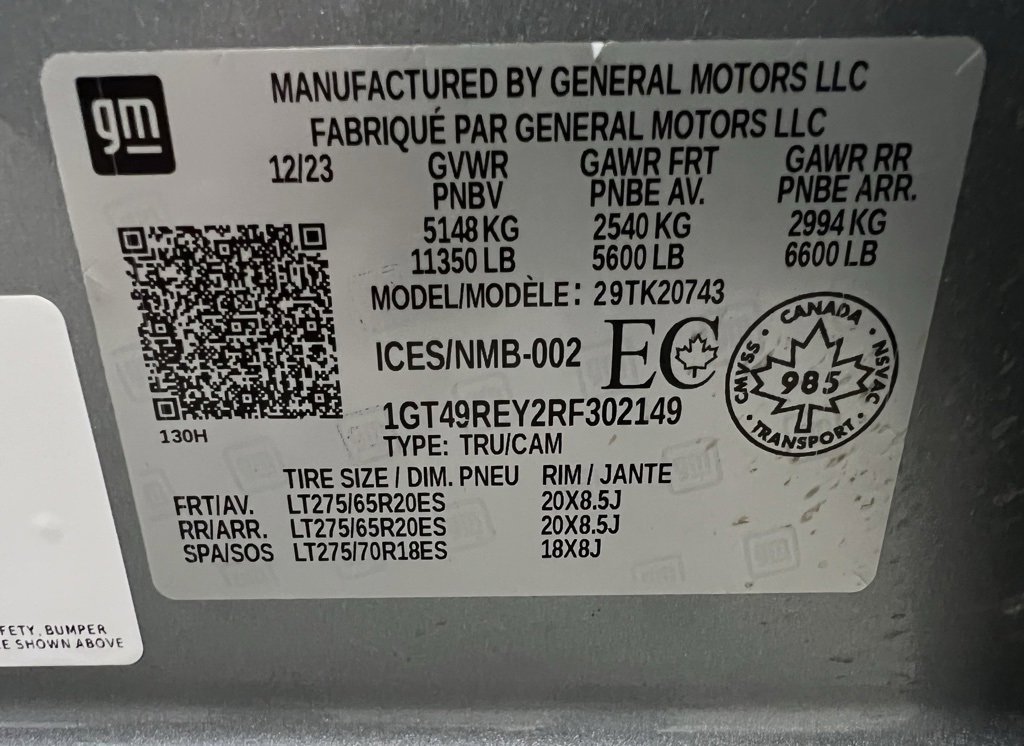 gm
MANUFACTURED BY GENERAL MOTORS LLC
FABRIQUÉ PAR GENERAL MOTORS LLC
12/23 GVWR GAWR FRT GAWR RR
PNBV PNBE AV. PNBE ARR.
5148 KG 2540 KG 2994 KG
11350 LB 5600 LB 6600 LB
MODEL/MODÈLE: 29TK20743
ICES/NMB-002 EC
CANADA
CMVSS NSVAC
985
TRANSPORT
130H
1GT49REY2RF302149
TYPE: TRU/CAM
TIRE SIZE / DIM. PNEU RIM / JANTE
FRT/AV. LT275/65R20ES 20X8.5J
RR/ARR. LT275/65R20ES 20X8.5J
SPA/SOS LT275/70R18ES 18X8J
FETY, BUMPER
E SHOWN ABOVE